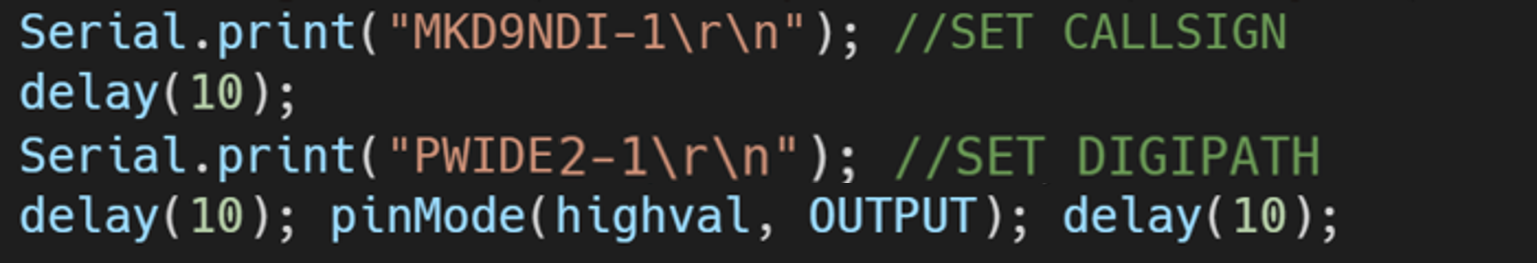 Serial.print("MKD9NDI-1\r\n"); //SET CALLSIGN
delay(10);
Serial.print("PWIDE2-1\r\n"); //SET DIGIPATH
delay(10); pinMode(highval, OUTPUT); delay(10);